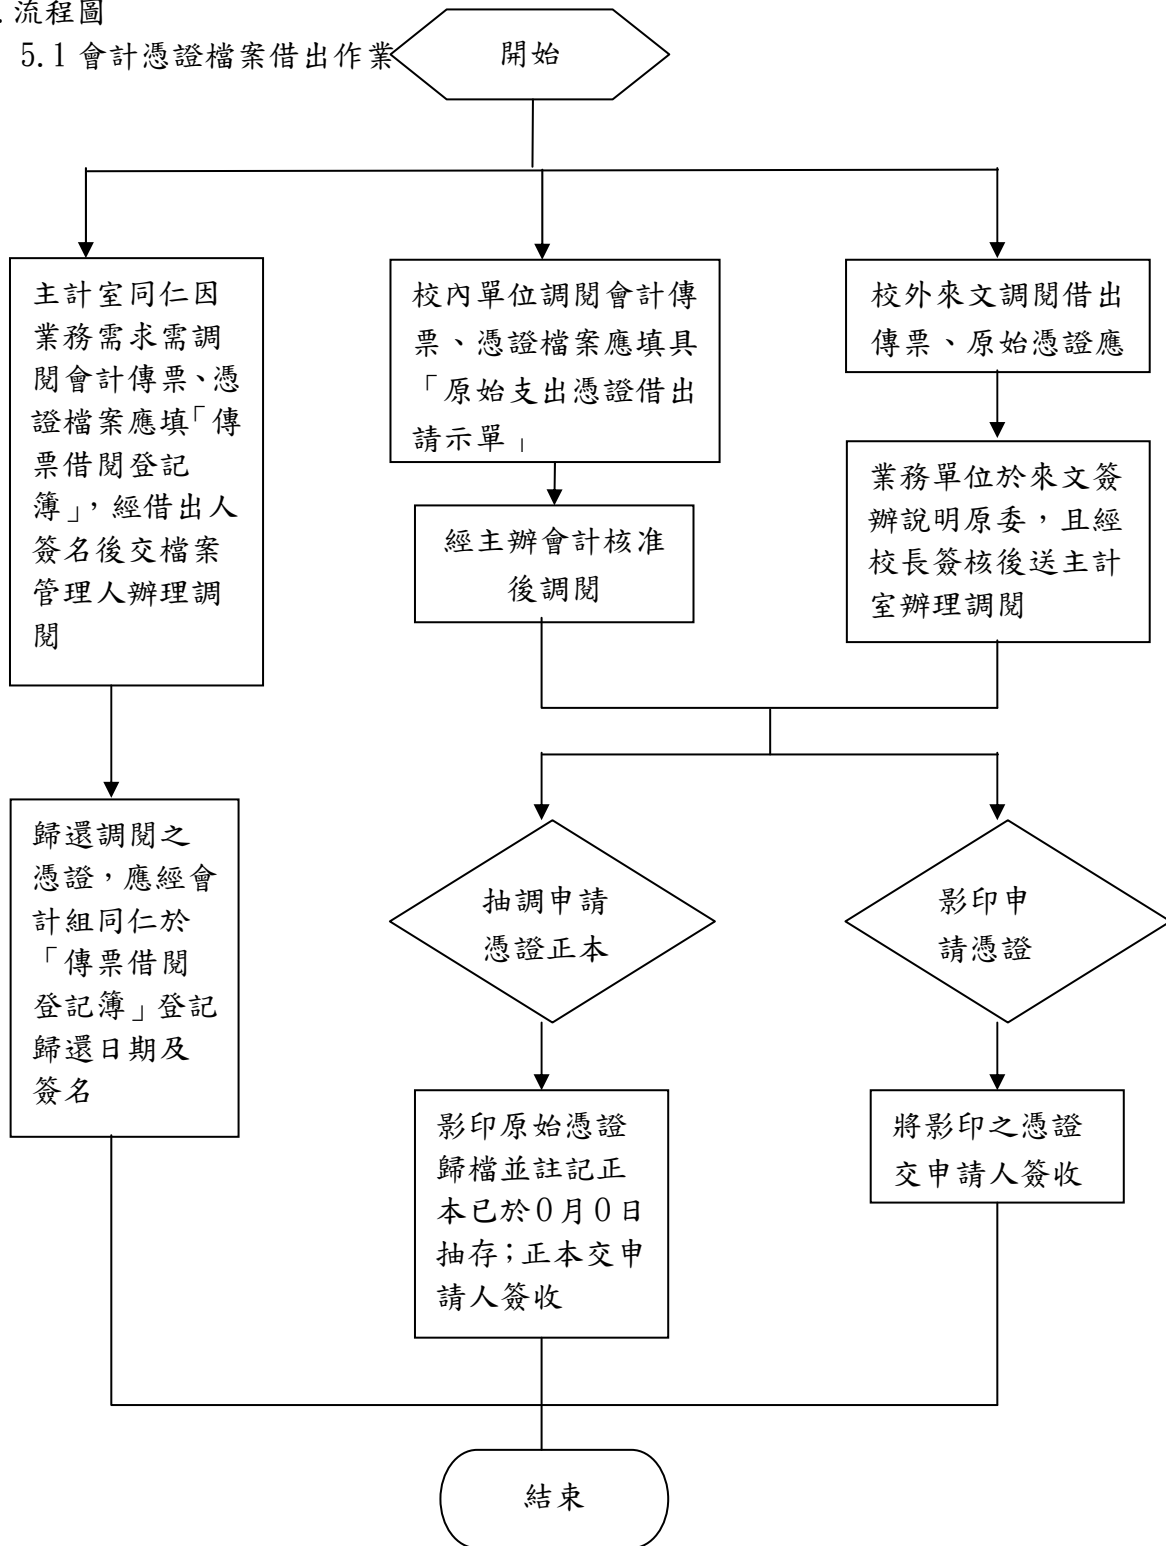 . 流程圖
5.1 會計憑證檔案借出作業
開始
主計室同仁因
業務需求需調
閱會計傳票、憑
證檔案應填「傳
票借閱登記
簿」，經借出人
簽名後交檔案
管理人辦理調
閱
校內單位調閱會計傳
票、憑證檔案應填具
「原始支出憑證借出
請示單」
校外來文調閱借出
傳票、原始憑證應
經主辦會計核准
後調閱
業務單位於來文簽
辦說明原委，且經
校長簽核後送主計
室辦理調閱
歸還調閱之
憑證，應經會
計組同仁於
「傳票借閱
登記簿」登記
歸還日期及
簽名
抽調申請
憑證正本
影印申
請憑證
影印原始憑證
歸檔並註記正
本已於0月0日
抽存；正本交申
請人簽收
將影印之憑證
交申請人簽收
結束